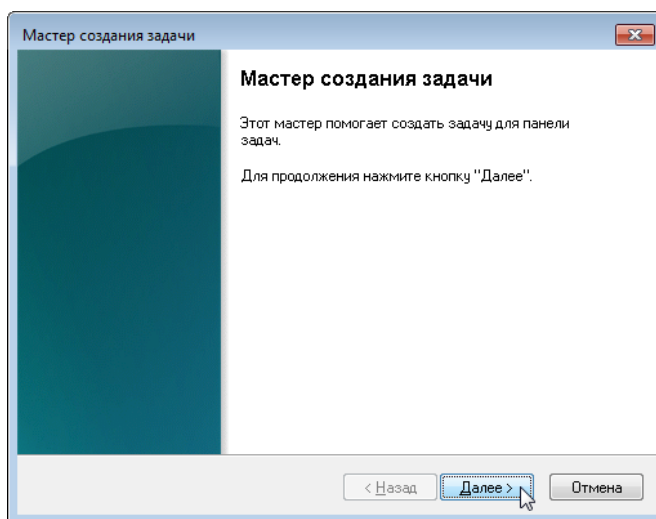 Мастер создания задачи
Мастер создания задачи
Этот мастер помогает создать задачу для панели
задач.
Для продолжения нажмите кнопку "Далее".
< Назад
Далее >
Отмена